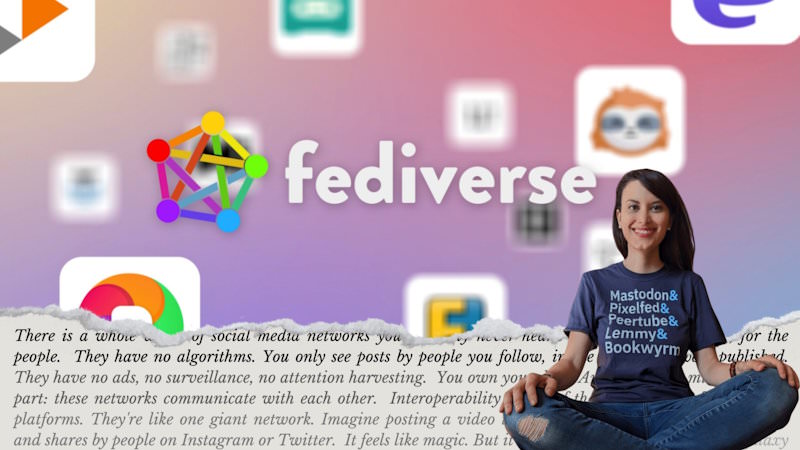 fediverse
Mastodon&
Pixelfed&
Peertube&
Lemmy&
Bookwyrm
There is a whole of social media networks you for the
people. They have no algorithms. You only see posts by people you follow, in published.
They have no ads, no surveillance, no attention harvesting. You own
part: these networks communicate with each other. Interoperability
platforms. They're like one giant network. Imagine posting a video
and shares by people on Instagram or Twitter. It feels like magic. But it